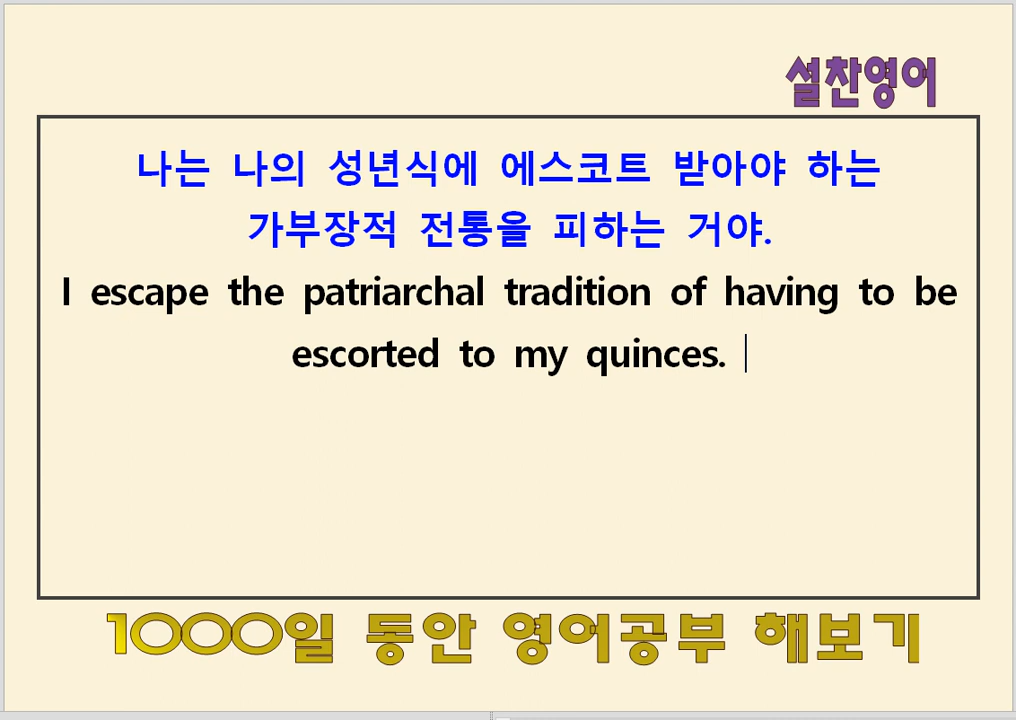 설찬영어
나는 나의 성년식에 에스코트 받아야 하는
가부장적 전통을 피하는 거야.
I escape the patriarchal tradition of having to be
escorted to my quinces.
1000일 동안 영어공부 해보기